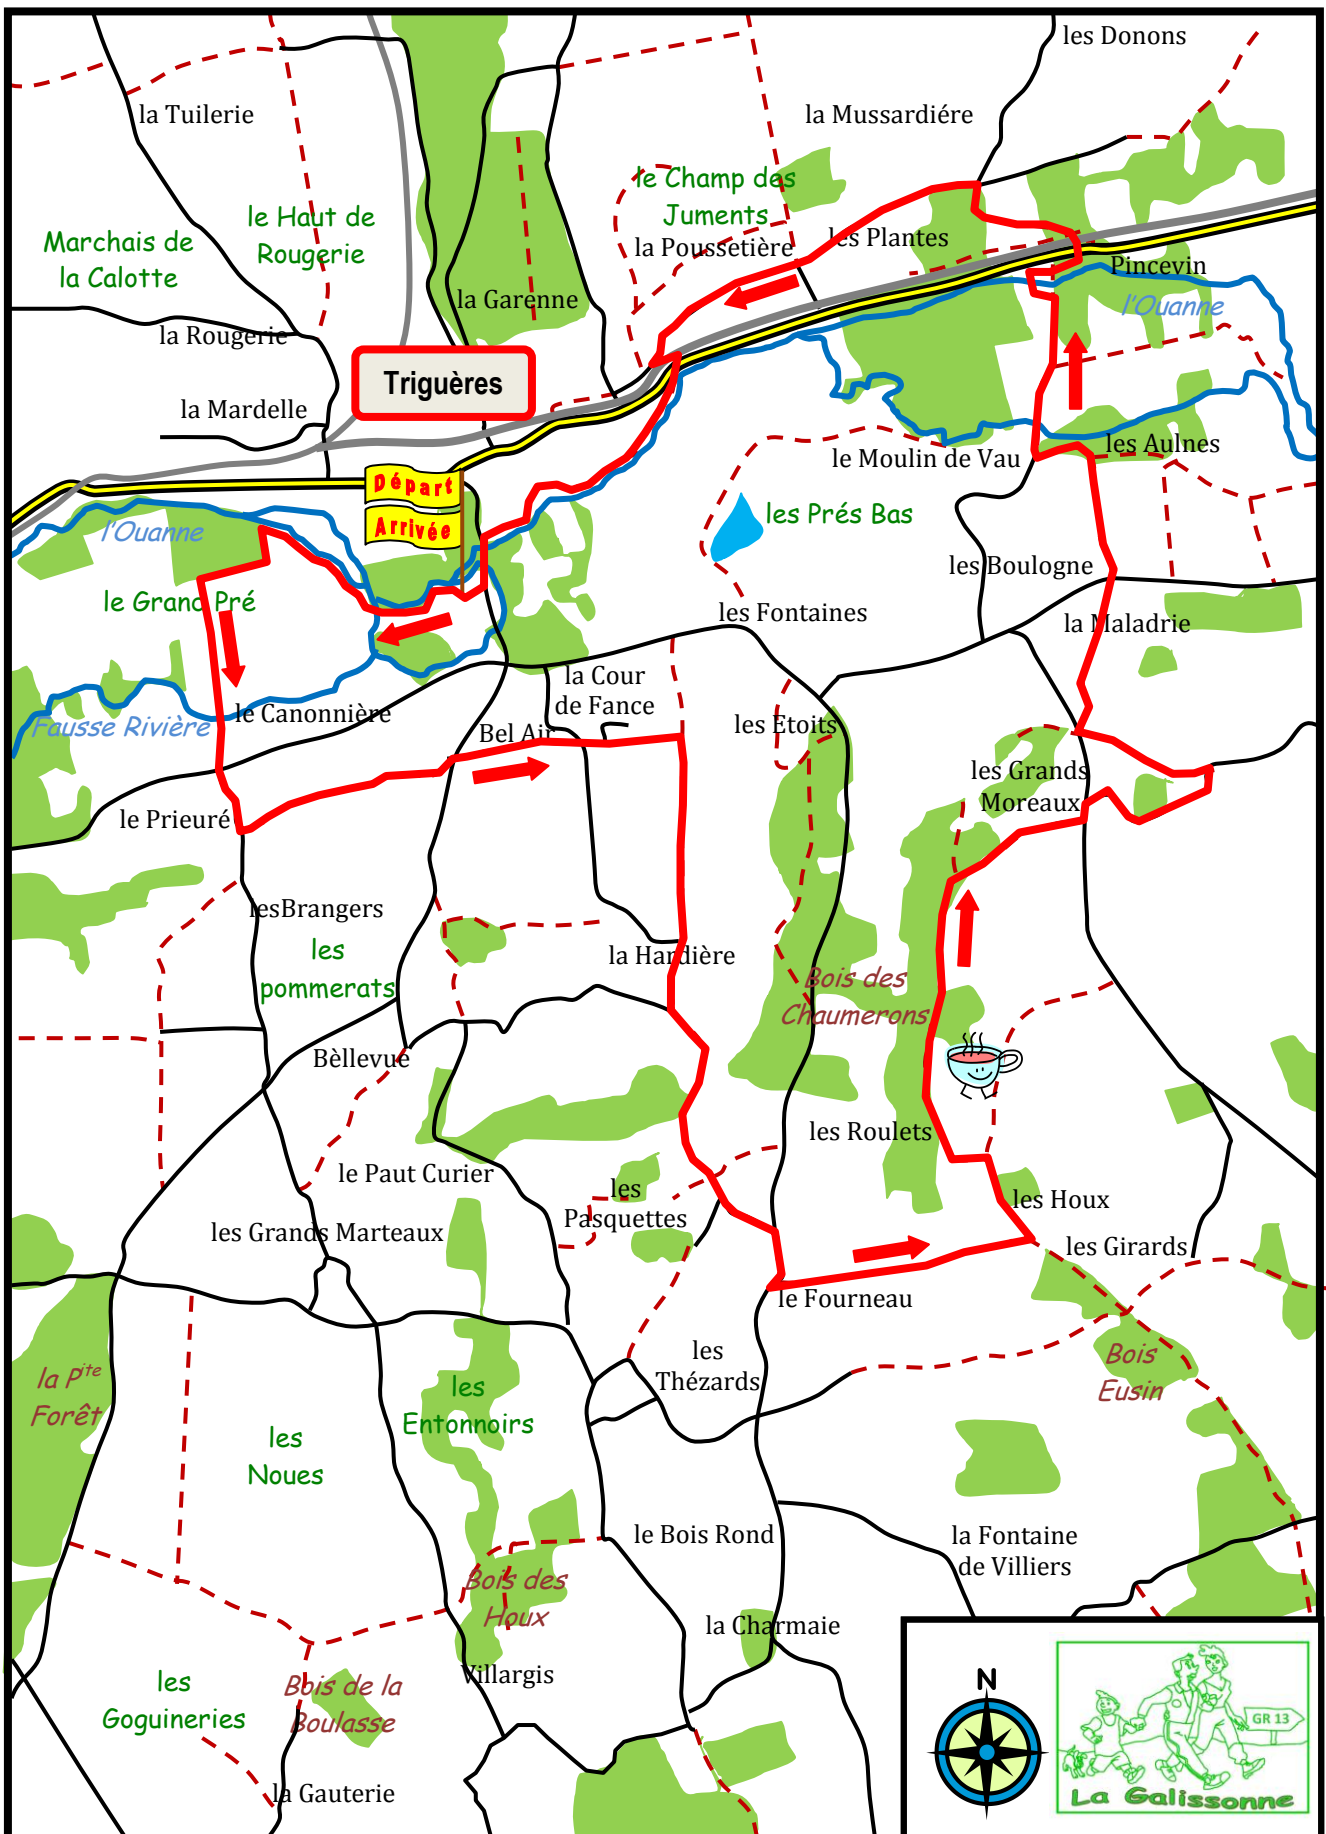 les Donons
la Tuilerie
la Mussardiére
le Champ des
Juments
le Haut de
Rougerie
Marchais de
la Calotte
la Poussetière
les Plantes
Pincevin
la Garenne
l'Ouanne
la Rougerie
Triguères
la Mardelle
les Aulnes
le Moulin de Vau
Départ
Arrivée
les Prés Bas
l'Ouanne
les Boulogne
le Grand Pré
les Fontaines
la Maladrie
la Cour
de Fance
le Canonnière
Fausse Rivière
Bel Air
les Etoits
les Grands
Moreaux
le Prieuré
lesBrangers
les
pommerats
la Hardière
Bois des
Chaumerons
Bèllevue
les Roulets
le Paut Curier
les
Pasquettes
les Houx
les Grands Marteaux
les Girards
le Fourneau
les
Thézards
Bois
Eusin
la Pite
Forêt
les
Entonnoirs
les
Noues
le Bois Rond
la Fontaine
de Villiers
Bois des
Houx
la Charmaie
Villargis
les
Goguineries
Bois de la
Boulasse
la Gauterie
N
GR 13
La Galissonne